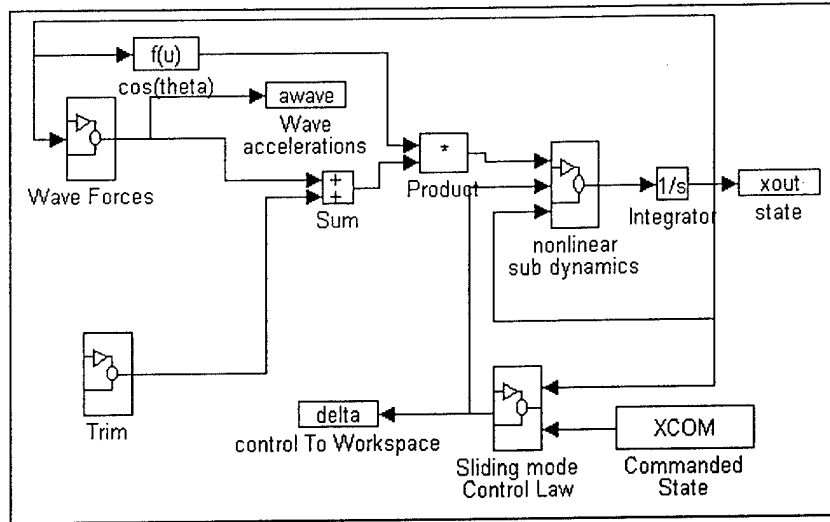 f(u)
cos(theta)
awave
Wave
accelerations
Wave Forces
+
+
Sum
*
Product
nonlinear
sub dynamics
1/s
Integrator
xout
state
Trim
delta
control To Workspace
Sliding mode
Control Law
XCOM
Commanded
State